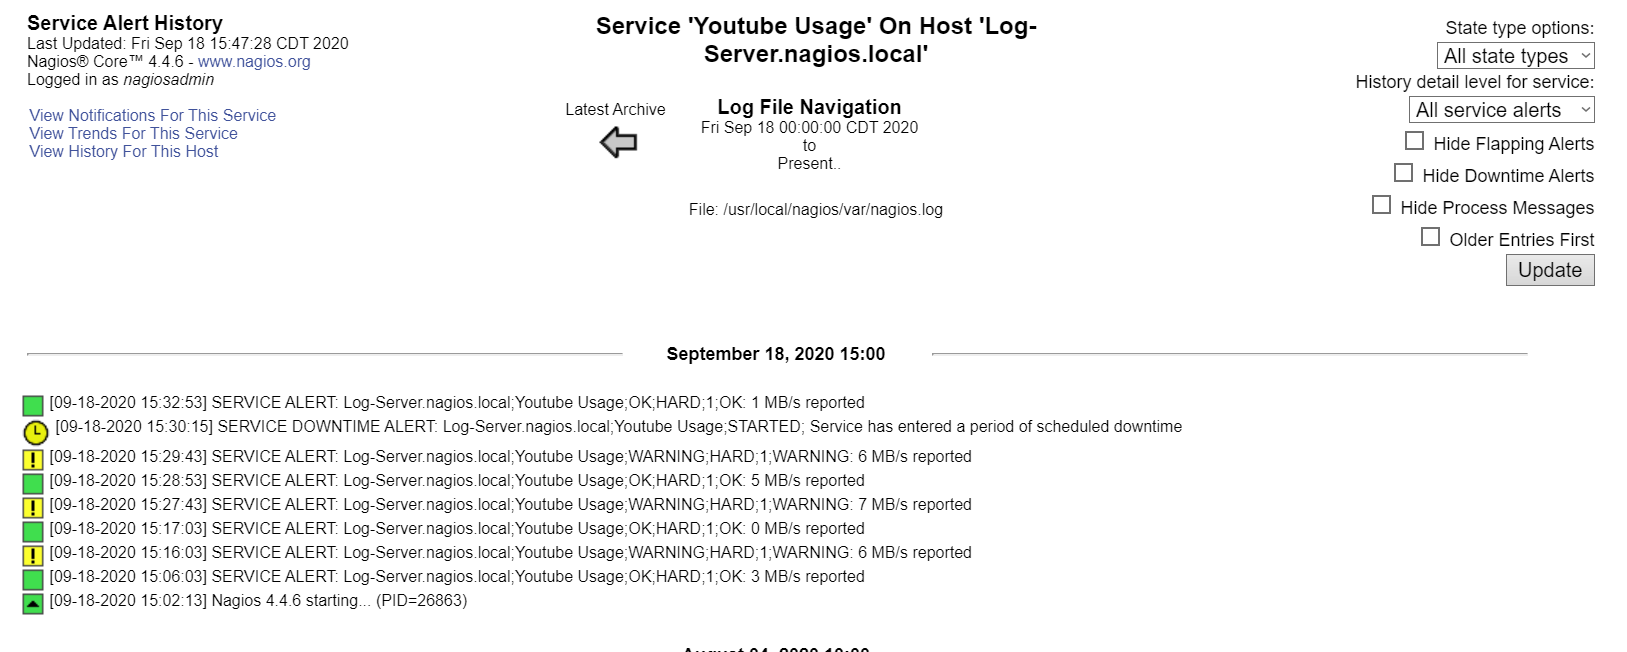 Service Alert History
Last Updated: Fri Sep 18 15:47:28 CDT 2020
Nagios® Core™ 4.4.6 - www.nagios.org
Logged in as nagiosadmin
View Notifications For This Service
View Trends For This Service
View History For This Host
Service 'Youtube Usage' On Host 'Log-
Server.nagios.local'
Latest Archive
Log File Navigation
Fri Sep 18 00:00:00 CDT 2020
to
Present..
File: /usr/local/nagios/var/nagios.log
State type options:
All state types
History detail level for service:
All service alerts
Hide Flapping Alerts
Hide Downtime Alerts
Hide Process Messages
Older Entries First
Update
September 18, 2020 15:00
[09-18-2020 15:32:53] SERVICE ALERT: Log-Server.nagios.local;Youtube Usage;OK;HARD;1;OK: 1 MB/s reported
[09-18-2020 15:30:15] SERVICE DOWNTIME ALERT: Log-Server.nagios.local;Youtube Usage;STARTED; Service has entered a period of scheduled downtime
[09-18-2020 15:29:43] SERVICE ALERT: Log-Server.nagios.local;Youtube Usage;WARNING;HARD;1;WARNING: 6 MB/s reported
[09-18-2020 15:28:53] SERVICE ALERT: Log-Server.nagios.local;Youtube Usage;OK;HARD;1;OK: 5 MB/s reported
[09-18-2020 15:27:43] SERVICE ALERT: Log-Server.nagios.local;Youtube Usage;WARNING;HARD;1;WARNING: 7 MB/s reported
[09-18-2020 15:17:03] SERVICE ALERT: Log-Server.nagios.local;Youtube Usage;OK;HARD;1;OK: 0 MB/s reported
[09-18-2020 15:16:03] SERVICE ALERT: Log-Server.nagios.local;Youtube Usage;WARNING;HARD;1;WARNING: 6 MB/s reported
[09-18-2020 15:06:03] SERVICE ALERT: Log-Server.nagios.local;Youtube Usage;OK;HARD;1;OK: 3 MB/s reported
[09-18-2020 15:02:13] Nagios 4.4.6 starting... (PID=26863)